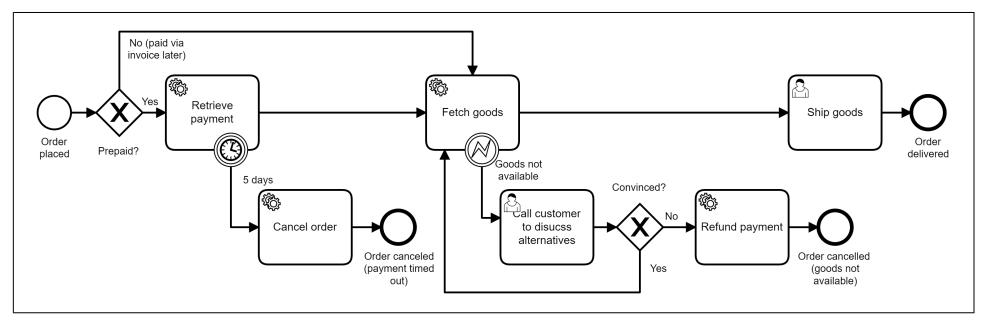 No (paid via
invoice later)
Yes
Retrieve
payment
Fetch goods
Ship goods
Order
placed
Prepaid?
Order
delivered
5 days
Goods not
available
Convinced?
Cancel order
Call customer
to disucss
alternatives
No
Refund payment
Order canceled
(payment timed
out)
Yes
Order cancelled
(goods not
available)